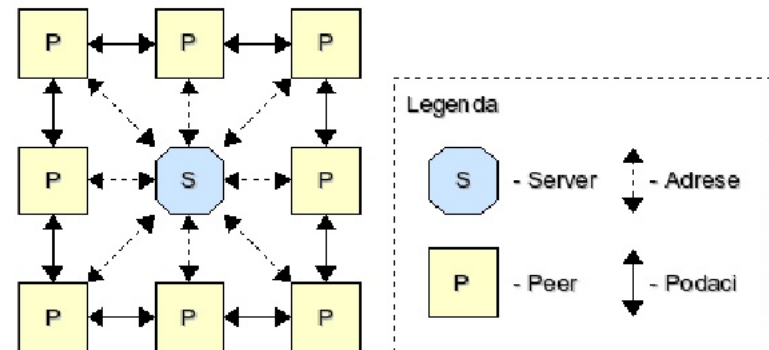 P P P
Legenda
P S P
S - Server - Adrese
P - Peer - Podaci
P P P